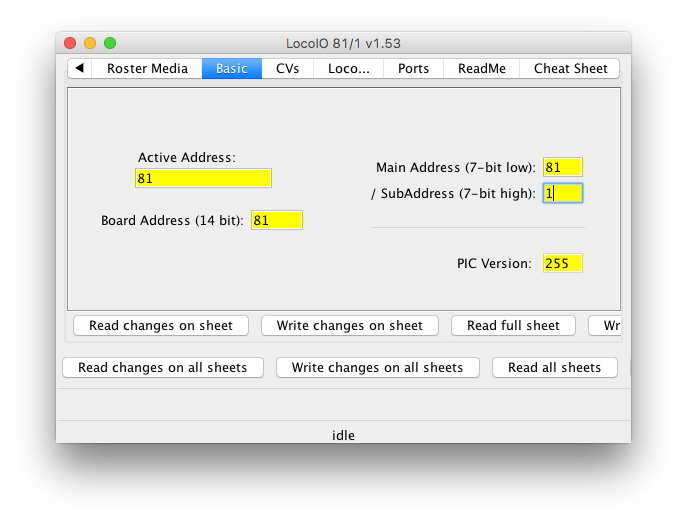 LocoIO 81/1 v1.53
◀ Roster Media Basic CVs Loco... Ports ReadMe Cheat Sheet
Active Address:
81
Board Address (14 bit): 81
Main Address (7-bit low): 81
/ SubAddress (7-bit high): 1
PIC Version: 255
Read changes on sheet Write changes on sheet Read full sheet Wr
Read changes on all sheets Write changes on all sheets Read all sheets
idle